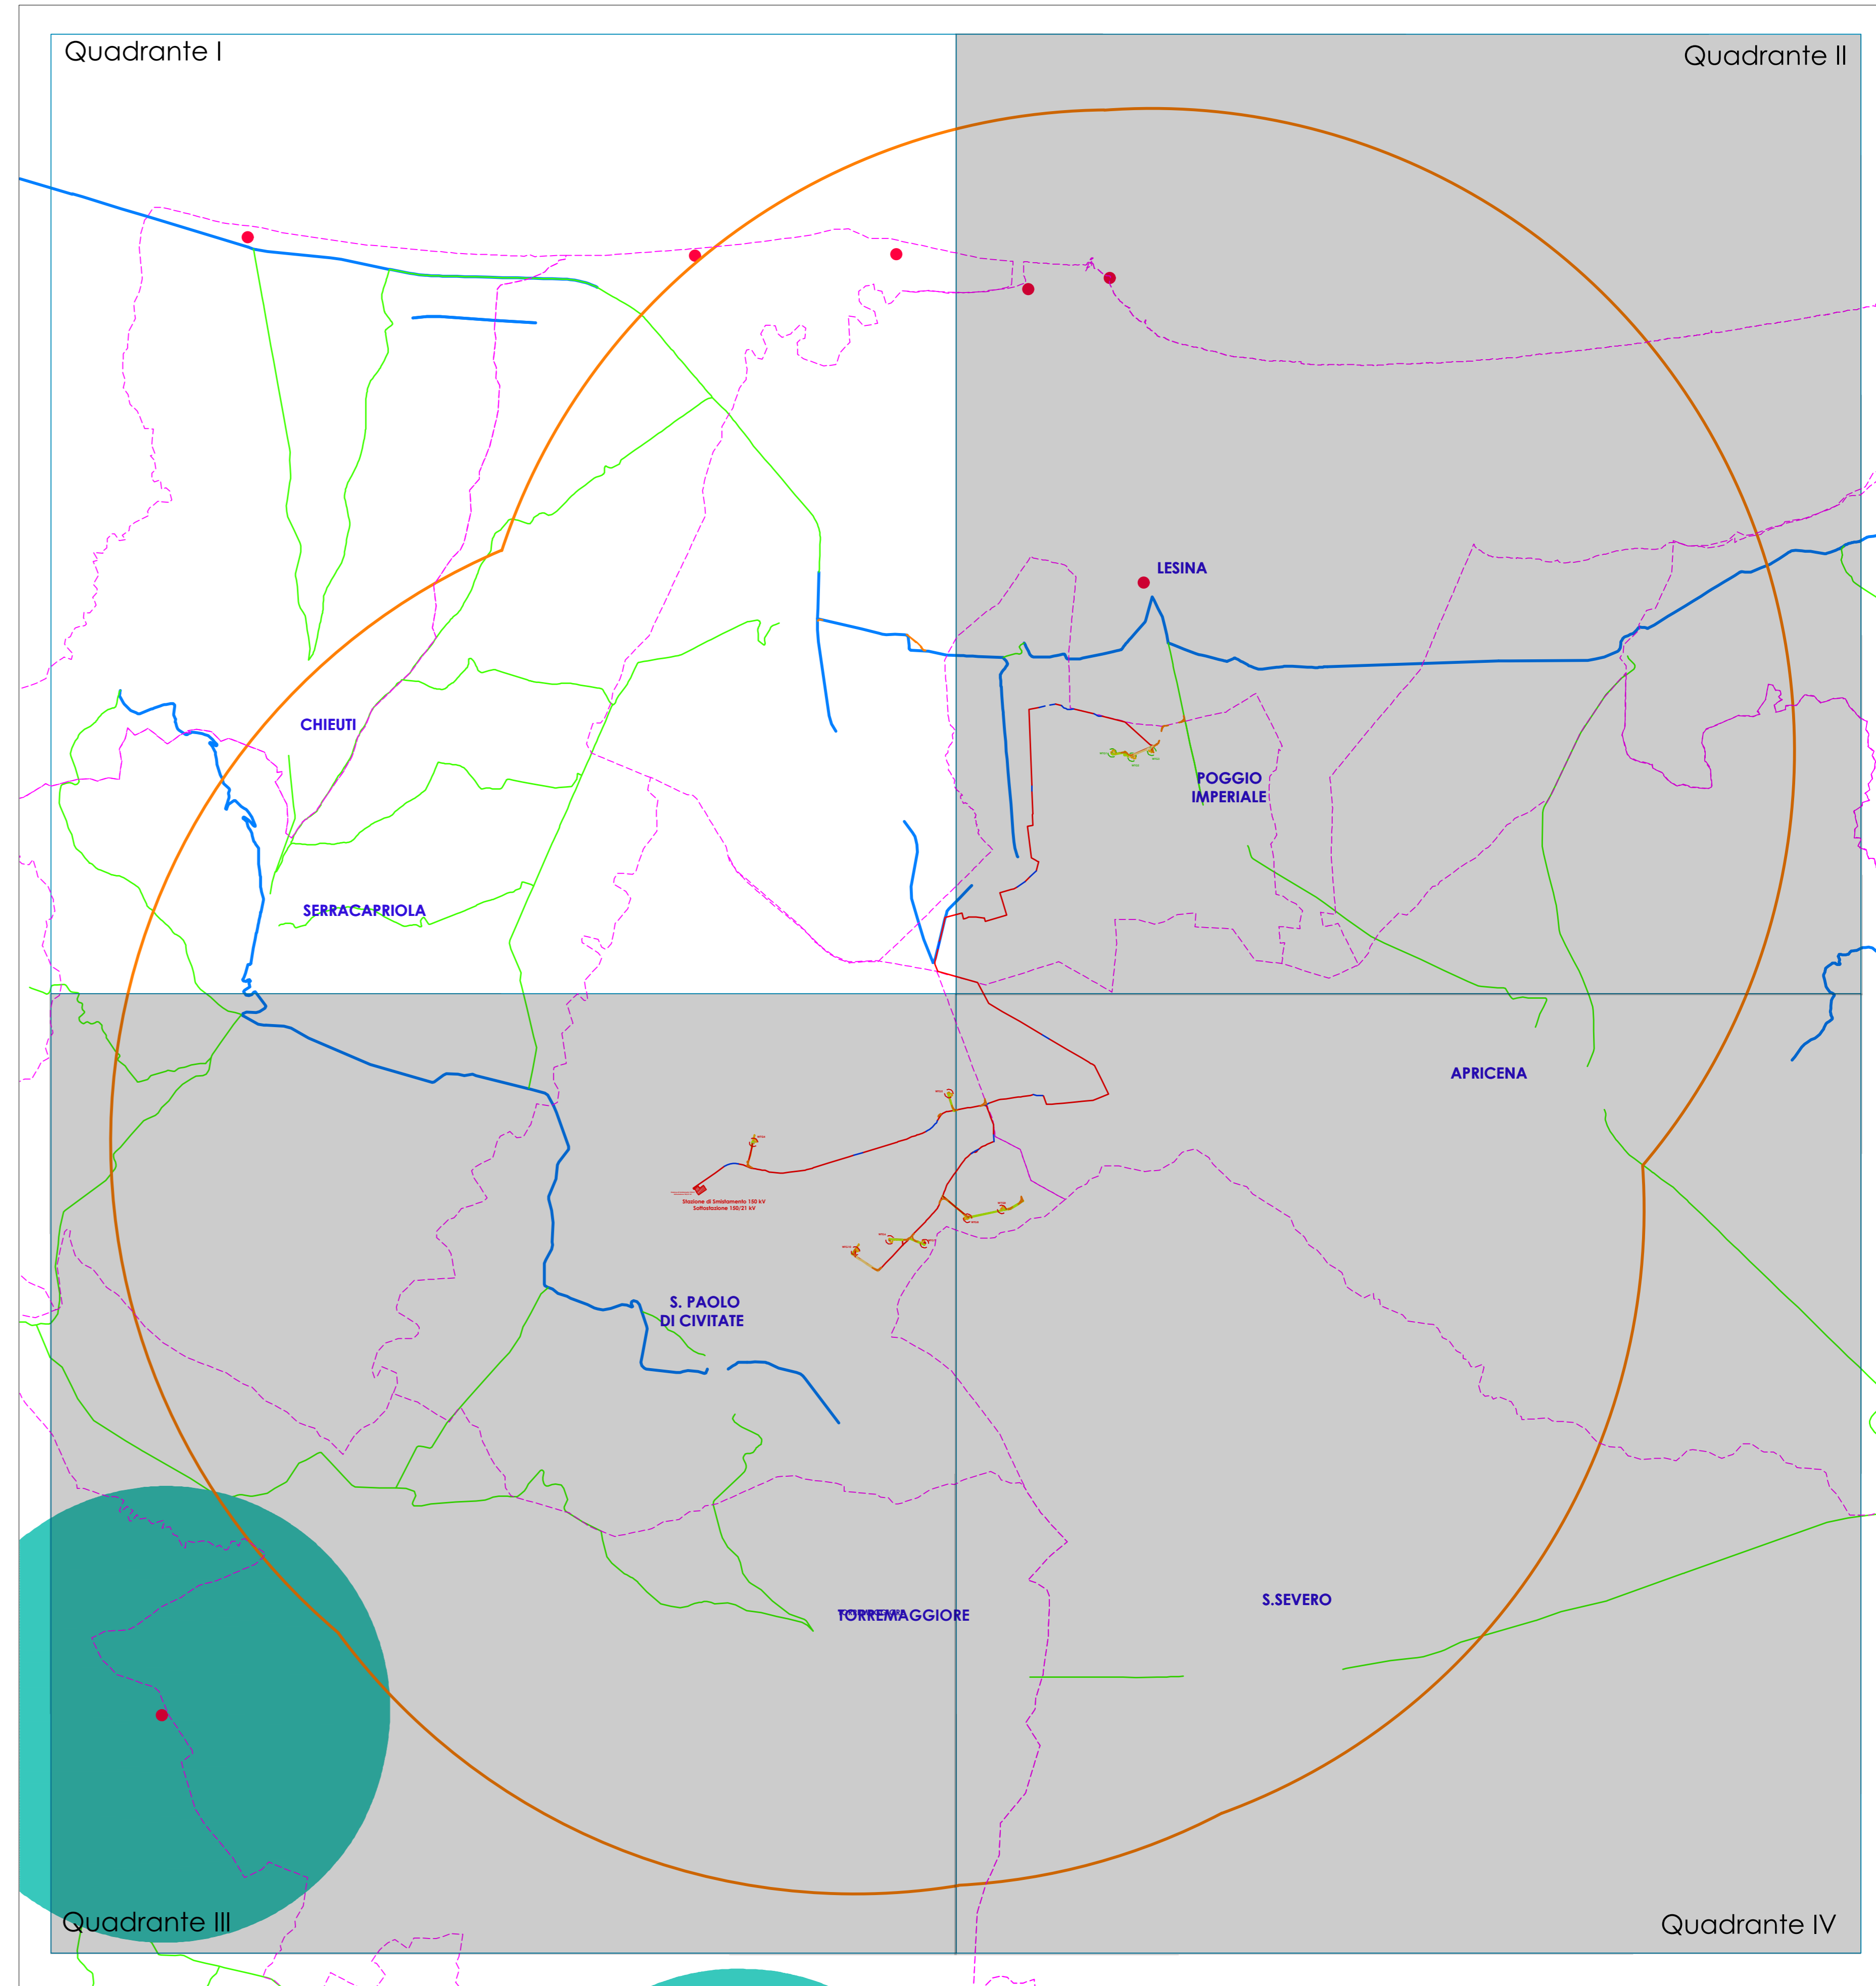 Quadrante I
Quadrante II
LESINA
CHIEUTI
POGGIO
IMPERIALE
SERRACAPRIOLA
APRICENA
Stazione di Smistamento 150 kV
Sottostazione 150/21 kV
S. PAOLO
DI CIVITATE
S.SEVERO
TORREMAGGIORE
Quadrante III
Quadrante IV